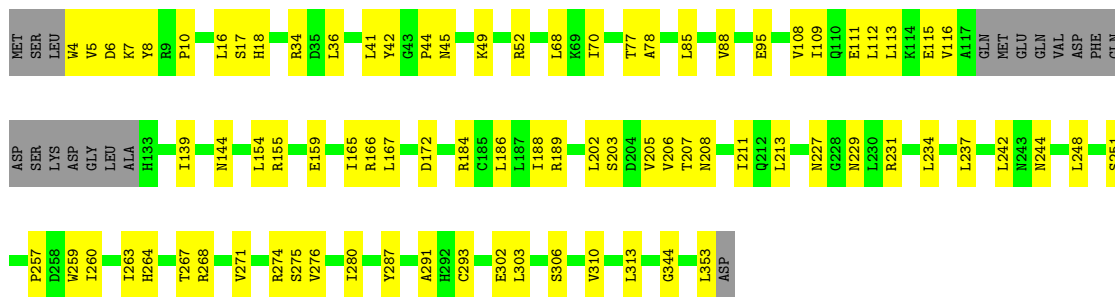 MET SER LEU W4 V5 D6 K7 Y8 R9 P10 L16 S17 H18 R34 D35 L36 L41 Y42 G43 P44 N45 K49 R52 L68 K69 I70 T77 A78 L85 V88 E95 V108 I109 Q110 E111 L112 L113 K114 E115 V116 A117 GLN MET GLU GLN VAL ASP PHE GLN
ASP SER LYS ASP GLY LEU ALA H133 I139 N144 L154 R155 E159 I165 R166 L167 D172 R184 C185 L186 L187 I188 R189 L202 S203 D204 V205 V206 T207 N208 I211 Q212 L213 N227 G228 N229 L230 R231 L234 L237 L242 N243 N244 L248 S251
P257 D258 W259 I260 I263 H264 T267 R268 V271 R274 S275 V276 I280 Y287 A291 H292 C293 E302 L303 S306 V310 L313 G344 L353 ASP